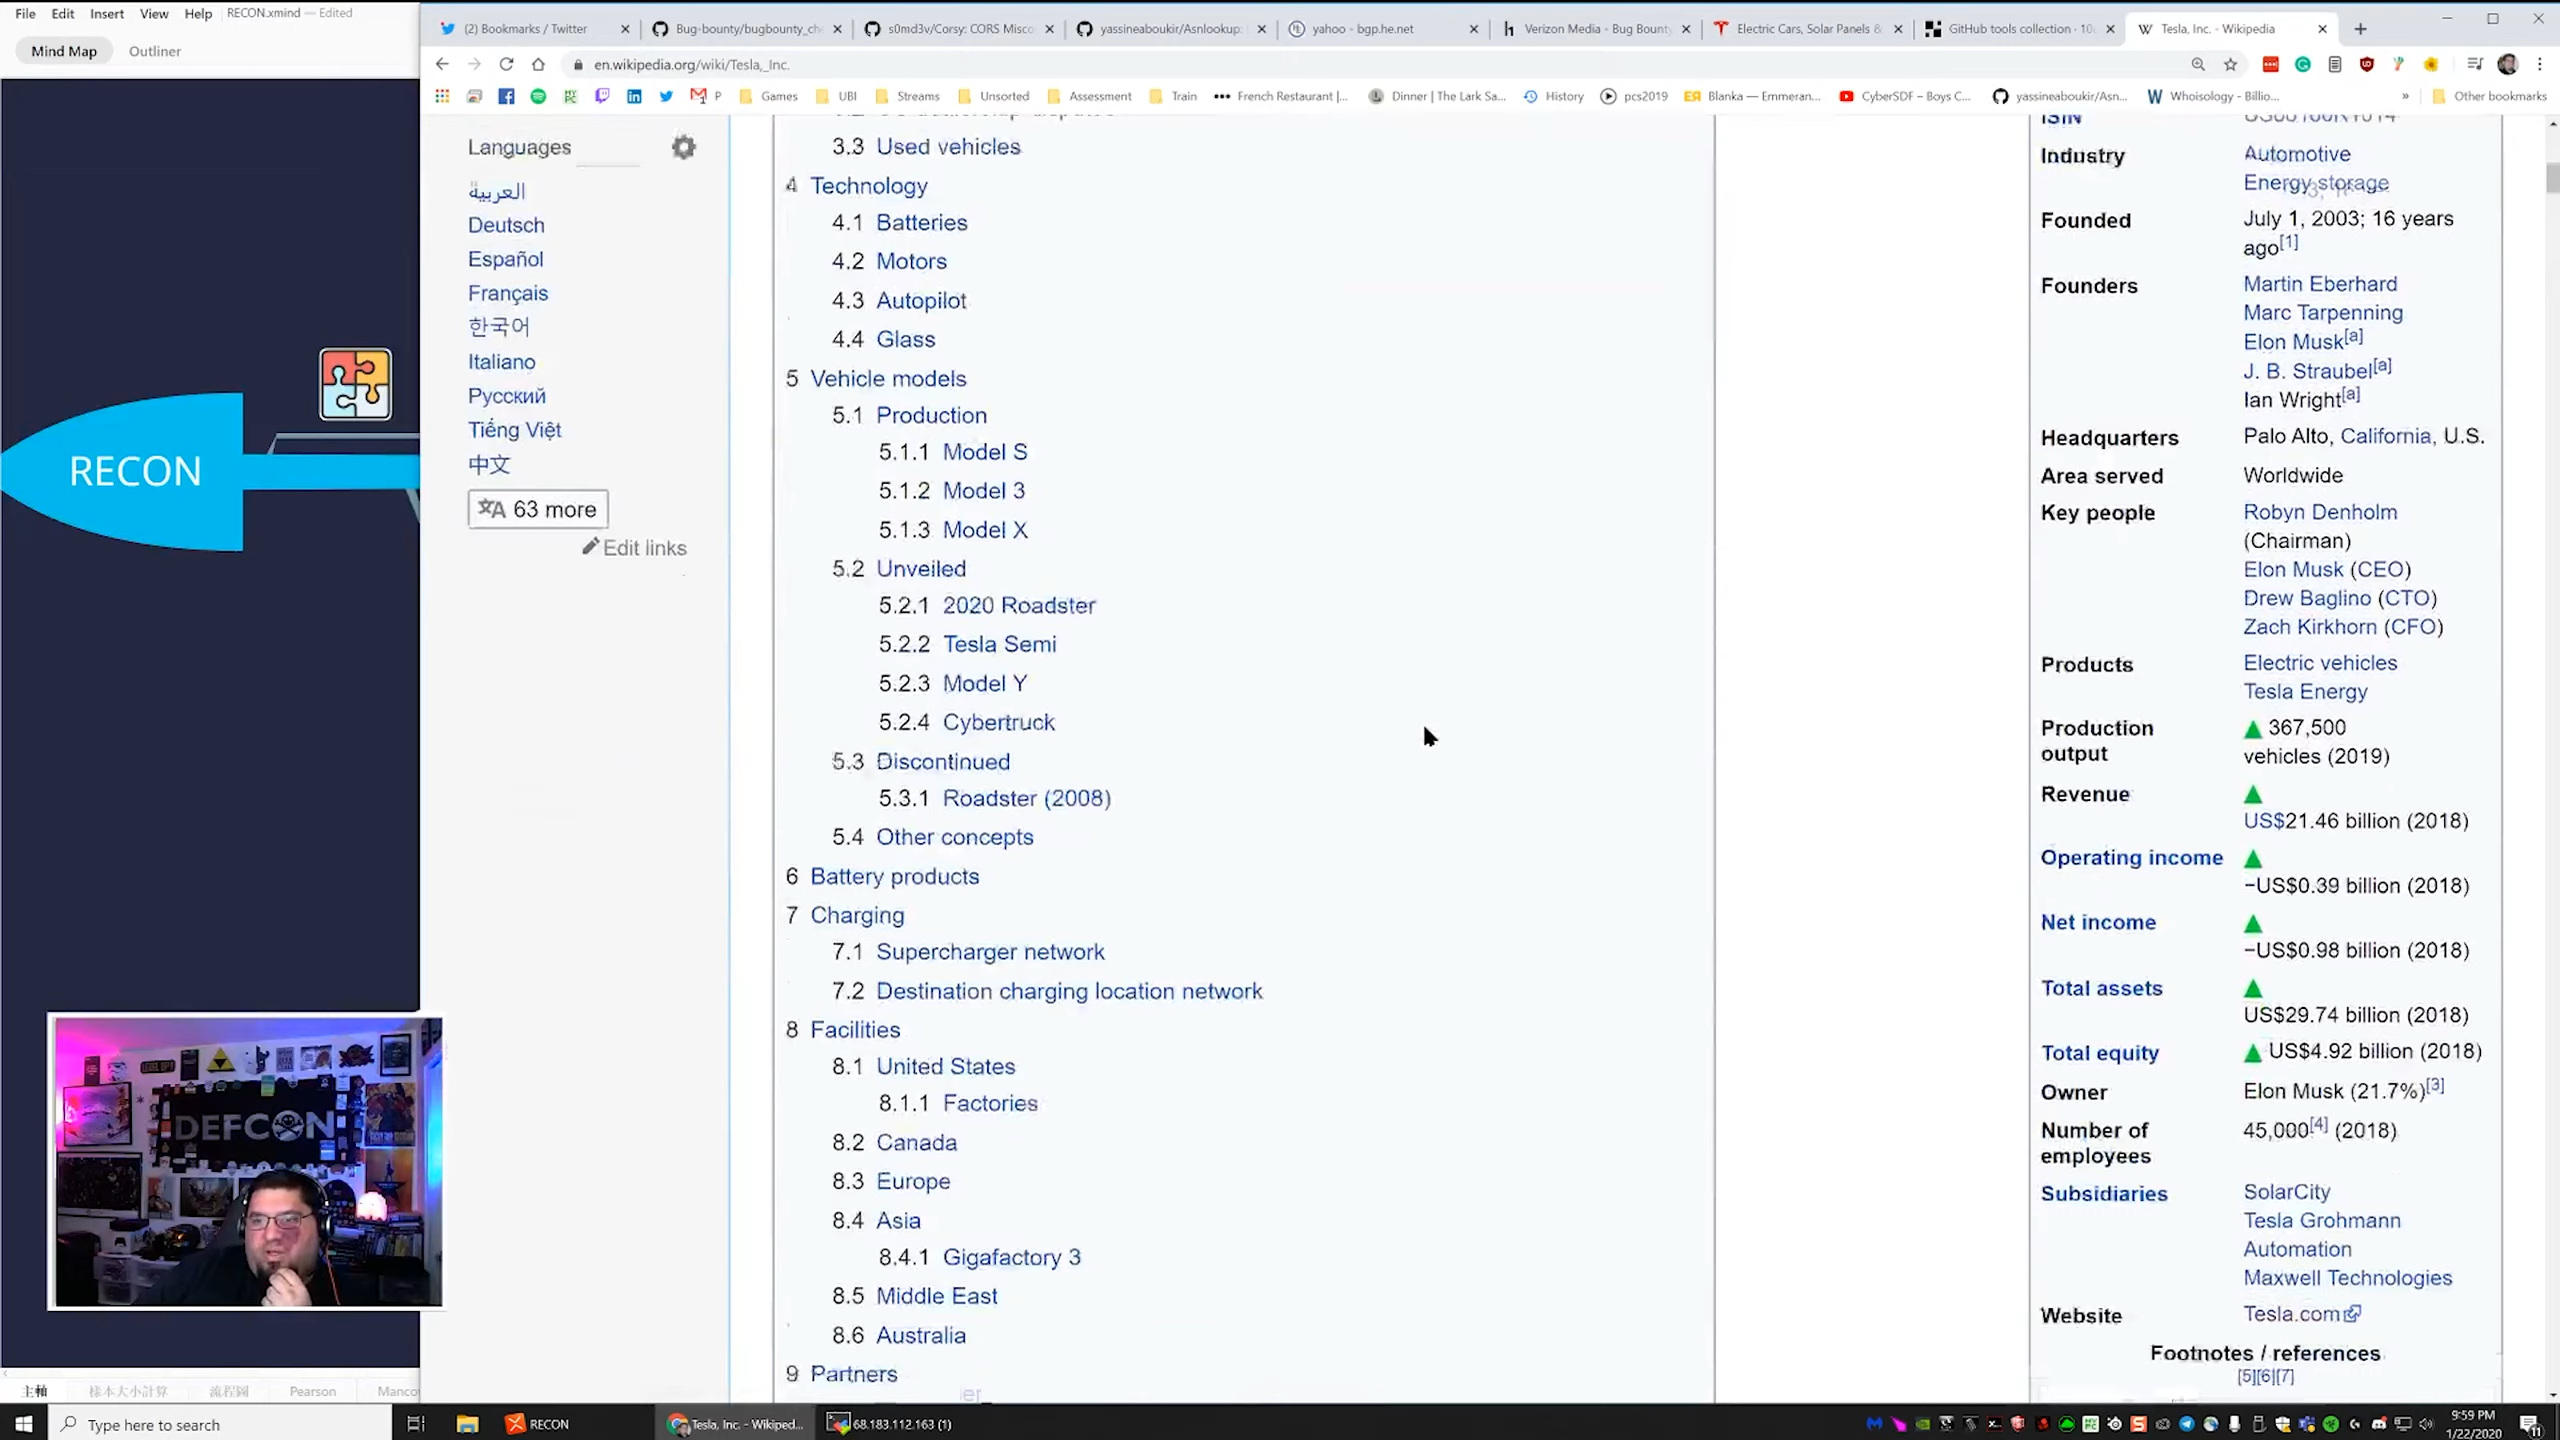 File Edit Insert View Help RECON.xmind — Edited
Mind Map Outliner
RECON
(2) Bookmarks / Twitter
Bug-bounty/bugbounty_che
s0md3v/Corsy: CORS Misco
yassineaboukir/Asnlookup:
yahoo - bgp.he.net
Verizon Media - Bug Bounty
Electric Cars, Solar Panels &
GitHub tools collection · 10
Tesla, Inc. - Wikipedia
en.wikipedia.org/wiki/Tesla,_Inc.
P Games UBI Streams Unsorted Assessment Train French Restaurant |... Dinner | The Lark Sa... History pcs2019 Blanka — Emmeran... CyberSDF – Boys C... yassineaboukir/Asn... Whoisology - Billio... » Other bookmarks
Languages
العربية
Deutsch
Español
Français
한국어
Italiano
Русский
Tiếng Việt
中文
63 more
Edit links
3.3 Used vehicles
4 Technology
4.1 Batteries
4.2 Motors
4.3 Autopilot
4.4 Glass
5 Vehicle models
5.1 Production
5.1.1 Model S
5.1.2 Model 3
5.1.3 Model X
5.2 Unveiled
5.2.1 2020 Roadster
5.2.2 Tesla Semi
5.2.3 Model Y
5.2.4 Cybertruck
5.3 Discontinued
5.3.1 Roadster (2008)
5.4 Other concepts
6 Battery products
7 Charging
7.1 Supercharger network
7.2 Destination charging location network
8 Facilities
8.1 United States
8.1.1 Factories
8.2 Canada
8.3 Europe
8.4 Asia
8.4.1 Gigafactory 3
8.5 Middle East
8.6 Australia
9 Partners
ISIN
Industry Automotive
Energy storage
Founded July 1, 2003; 16 years
ago[1]
Founders Martin Eberhard
Marc Tarpenning
Elon Musk[a]
J. B. Straubel[a]
Ian Wright[a]
Headquarters Palo Alto, California, U.S.
Area served Worldwide
Key people Robyn Denholm
(Chairman)
Elon Musk (CEO)
Drew Baglino (CTO)
Zach Kirkhorn (CFO)
Products Electric vehicles
Tesla Energy
Production output ▲ 367,500
vehicles (2019)
Revenue ▲
US$21.46 billion (2018)
Operating income ▲
−US$0.39 billion (2018)
Net income ▲
−US$0.98 billion (2018)
Total assets ▲
US$29.74 billion (2018)
Total equity ▲ US$4.92 billion (2018)
Owner Elon Musk (21.7%)[3]
Number of employees 45,000[4] (2018)
Subsidiaries SolarCity
Tesla Grohmann
Automation
Maxwell Technologies
Website Tesla.com
Footnotes / references
[5][6][7]
DEFCON
主軸 樣本大小計算 流程圖 Pearson Manco
Type here to search
RECON
Tesla, Inc. - Wikiped...
68.183.112.163 (1)
9:59 PM
1/22/2020
11